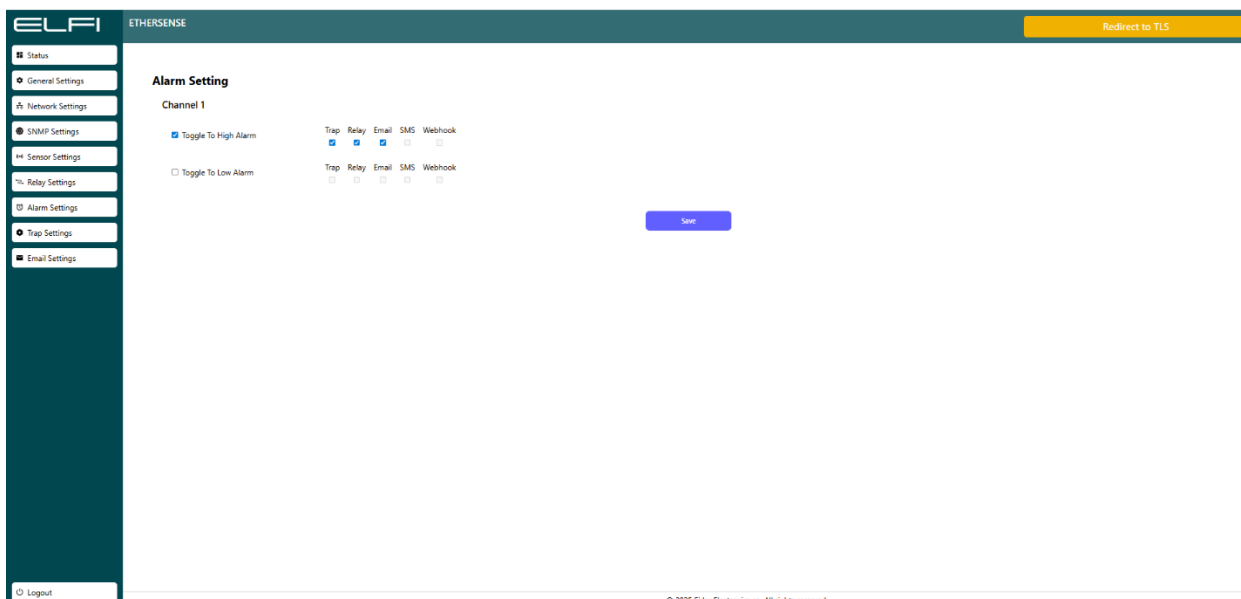 ELFI
ETHERSENSE
Redirect to TLS
Status
General Settings
Network Settings
SNMP Settings
Sensor Settings
Relay Settings
Alarm Settings
Trap Settings
Email Settings
Logout
Alarm Setting
Channel 1
Toggle To High Alarm Trap Relay Email SMS Webhook
Toggle To Low Alarm Trap Relay Email SMS Webhook
Save